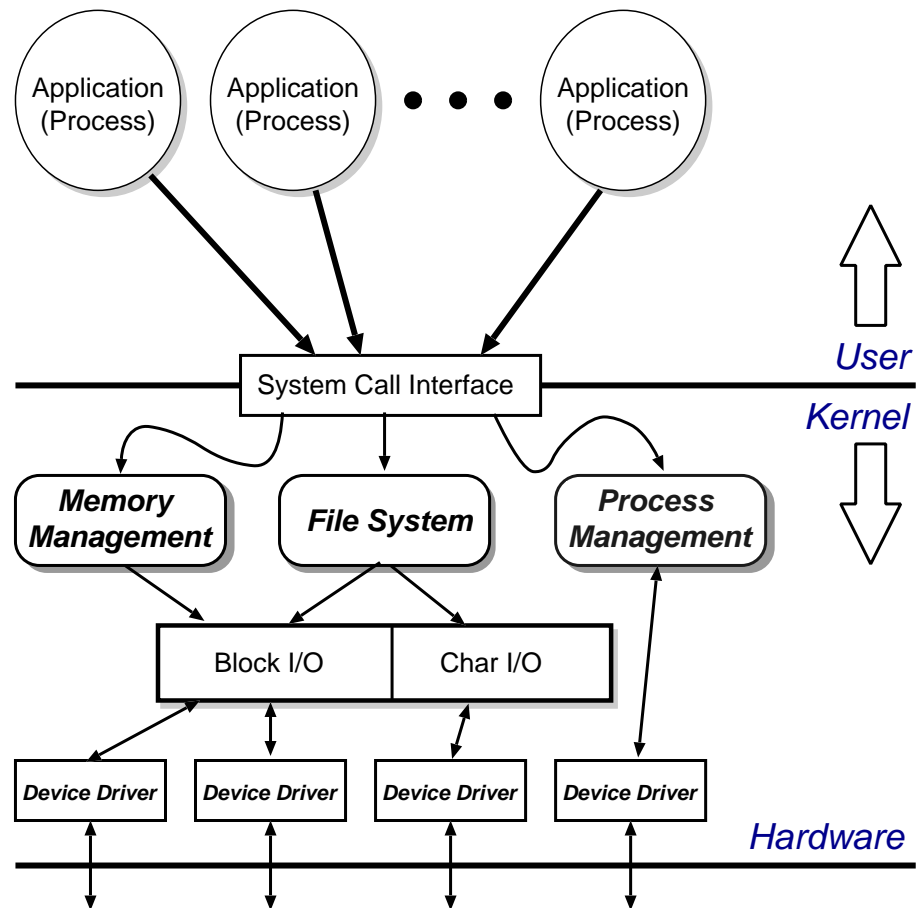 Application
(Process)
Application
(Process)
Application
(Process)
User
System Call Interface
Kernel
Memory
Management
File System
Process
Management
Block I/O
Char I/O
Device Driver
Device Driver
Device Driver
Device Driver
Hardware